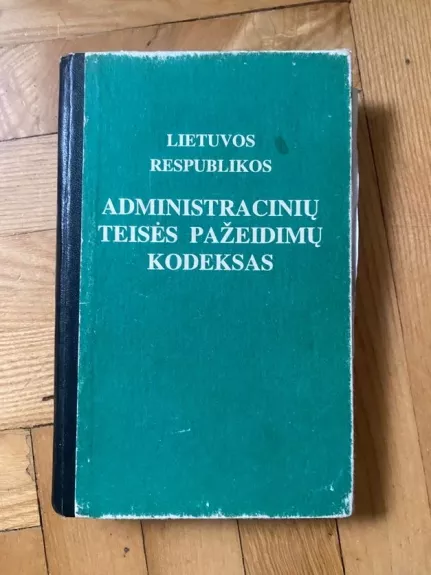 LIETUVOS
RESPUBLIKOS
ADMINISTRACINIŲ
TEISĖS PAŽEIDIMŲ
KODEKSAS